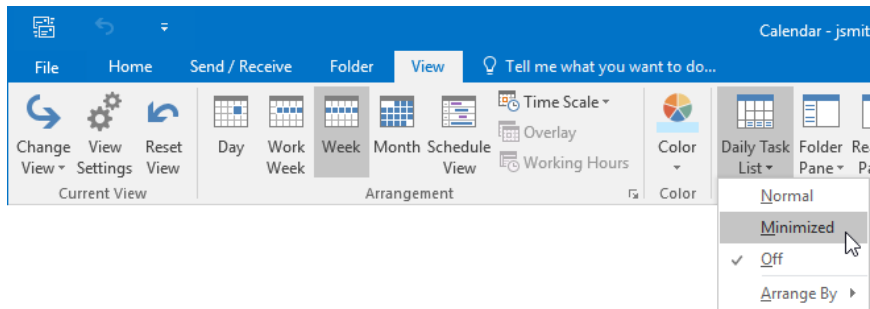 Calendar - jsmit
File Home Send / Receive Folder View Tell me what you want to do...
Change View
View Settings
Reset View
Day
Work Week
Week
Month
Schedule View
Time Scale
Overlay
Working Hours
Color
Daily Task List
Folder Pane
Re
P
Current View Arrangement Color
Normal
Minimized
Off
Arrange By